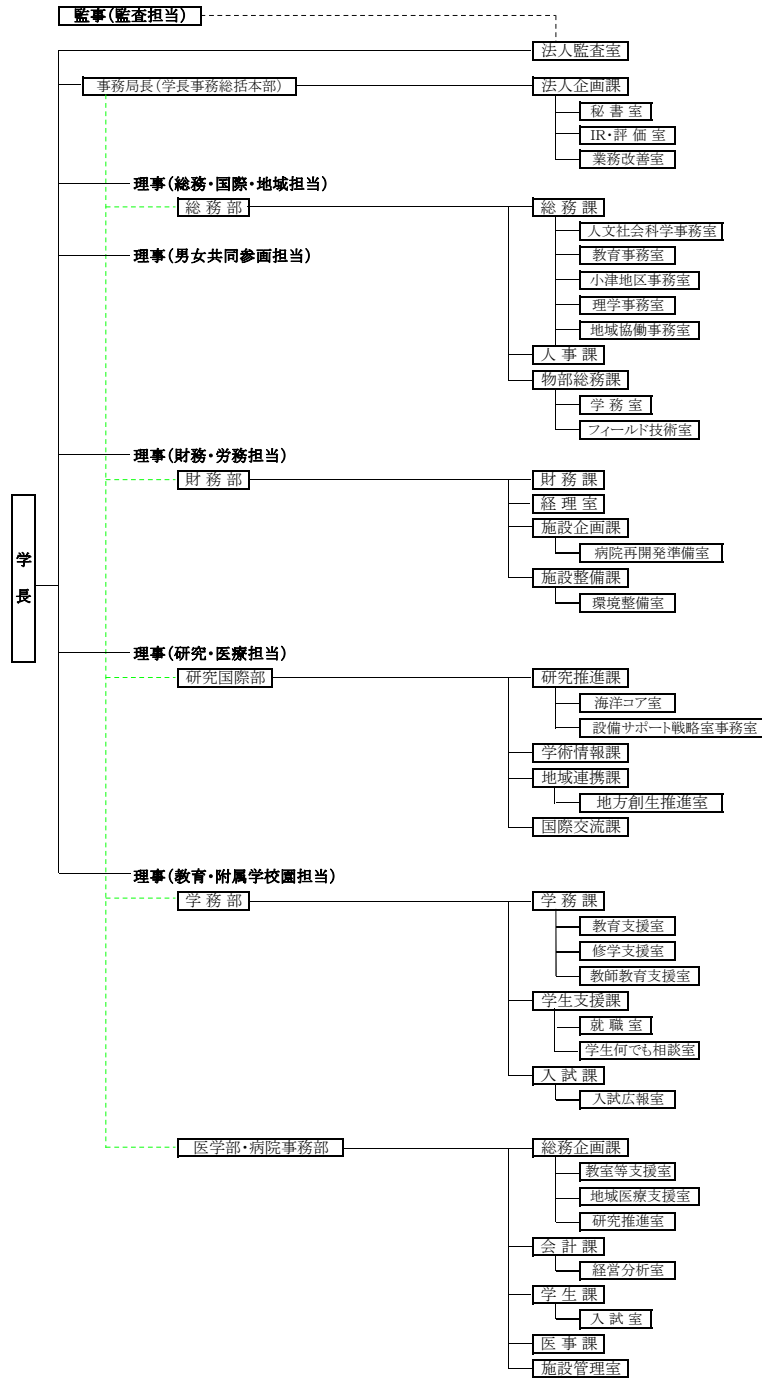 監事(監査担当)
法人監査室
事務局長(学長事務総括本部)
法人企画課
秘 書 室
IR・評 価 室
業務改善室
理事(総務・国際・地域担当)
総 務 部
総 務 課
人文社会科学事務室
理事(男女共同参画担当)
教育事務室
小津地区事務室
理学事務室
地域協働事務室
人 事 課
物部総務課
学 務 室
フィールド技術室
理事(財務・労務担当)
財 務 部
財 務 課
経 理 室
施設企画課
病院再開発準備室
施設整備課
環境整備室
学長
理事(研究・医療担当)
研究国際部
研究推進課
海洋コア室
設備サポート戦略室事務室
学術情報課
地域連携課
地方創生推進室
国際交流課
理事(教育・附属学校園担当)
学 務 部
学 務 課
教育支援室
修学支援室
教師教育支援室
学生支援課
就 職 室
学生何でも相談室
入 試 課
入試広報室
医学部・病院事務部
総務企画課
教室等支援室
地域医療支援室
研究推進室
会 計 課
経営分析室
学 生 課
入 試 室
医 事 課
施設管理室